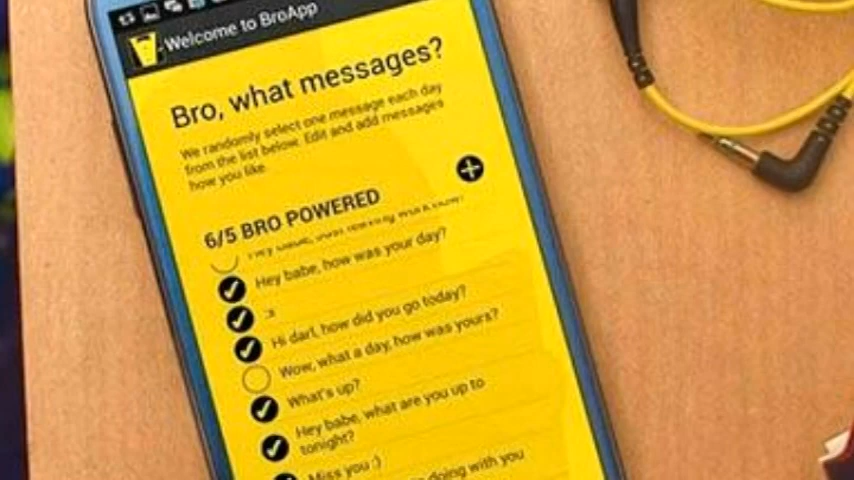 Welcome to BroApp
Bro, what messages?
We randomly select one message each day
from the list below. Edit and add messages
how you like.
6/5 BRO POWERED
Hey babe, how was your day?
:x
Hi darl, how did you go today?
Wow, what a day, how was yours?
What's up?
Hey babe, what are you up to
tonight?
Miss you :)
doing with you